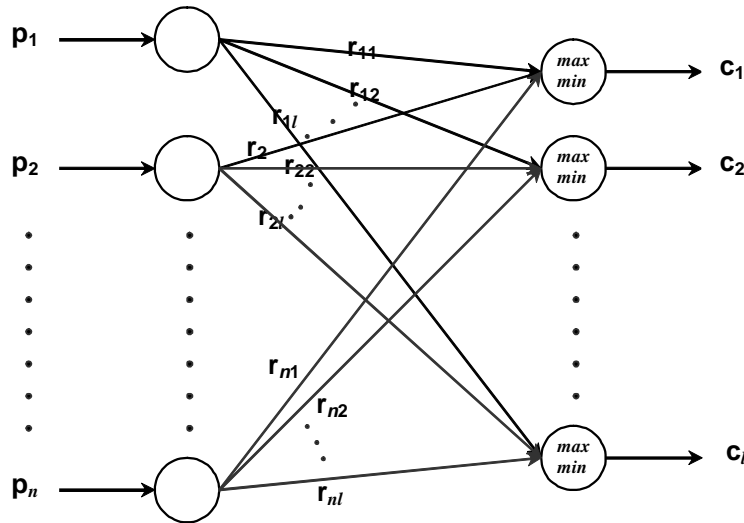 p₁
r₁₁
max
min
c₁
r₁₂
r₁l
p₂
r₂
r₂₂
max
min
c₂
r₂l
rₙ₁
rₙ₂
max
min
cl
pₙ
rₙl